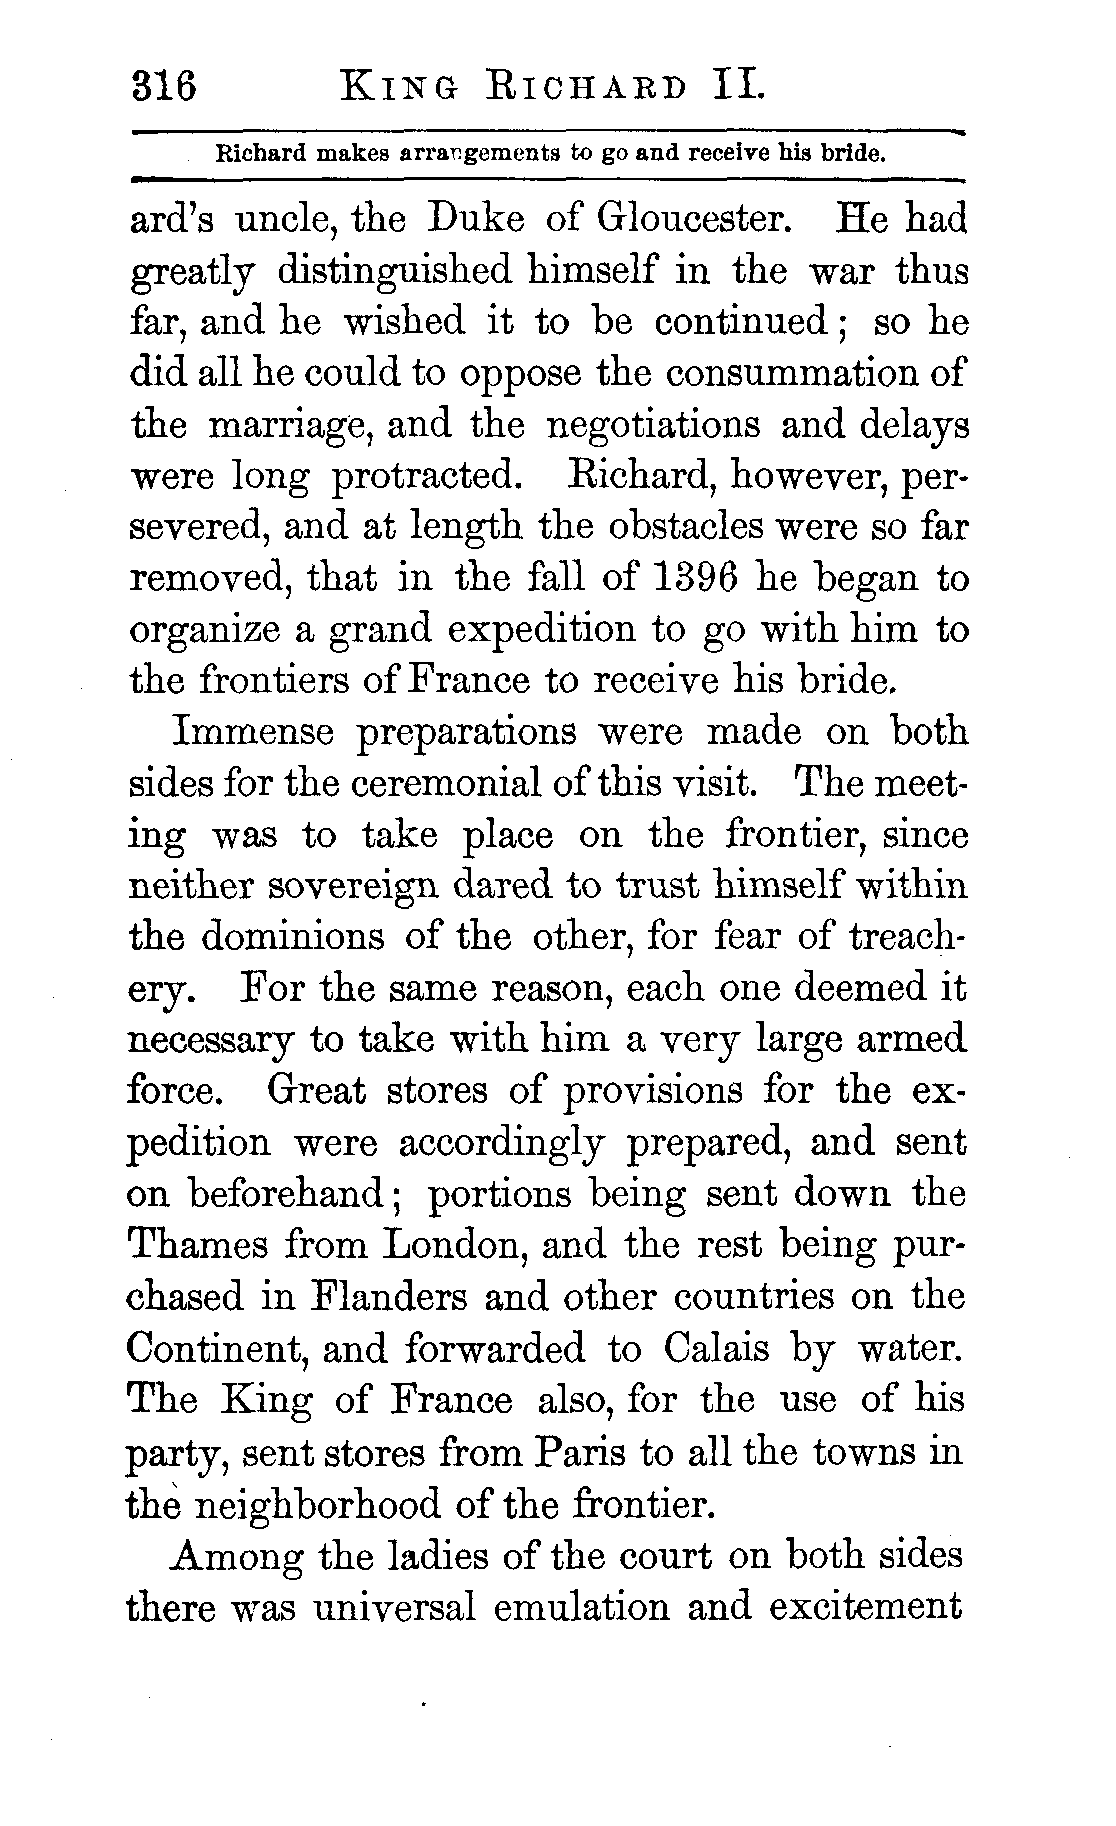 316 KING RICHARD II.
Richard makes arrangements to go and receive his bride.
ard's uncle, the Duke of Gloucester. He had
greatly distinguished himself in the war thus
far, and he wished it to be continued; so he
did all he could to oppose the consummation of
the marriage, and the negotiations and delays
were long protracted. Richard, however, per-
severed, and at length the obstacles were so far
removed, that in the fall of 1396 he began to
organize a grand expedition to go with him to
the frontiers of France to receive his bride.
Immense preparations were made on both
sides for the ceremonial of this visit. The meet-
ing was to take place on the frontier, since
neither sovereign dared to trust himself within
the dominions of the other, for fear of treach-
ery. For the same reason, each one deemed it
necessary to take with him a very large armed
force. Great stores of provisions for the ex-
pedition were accordingly prepared, and sent
on beforehand; portions being sent down the
Thames from London, and the rest being pur-
chased in Flanders and other countries on the
Continent, and forwarded to Calais by water.
The King of France also, for the use of his
party, sent stores from Paris to all the towns in
the neighborhood of the frontier.
Among the ladies of the court on both sides
there was universal emulation and excitement